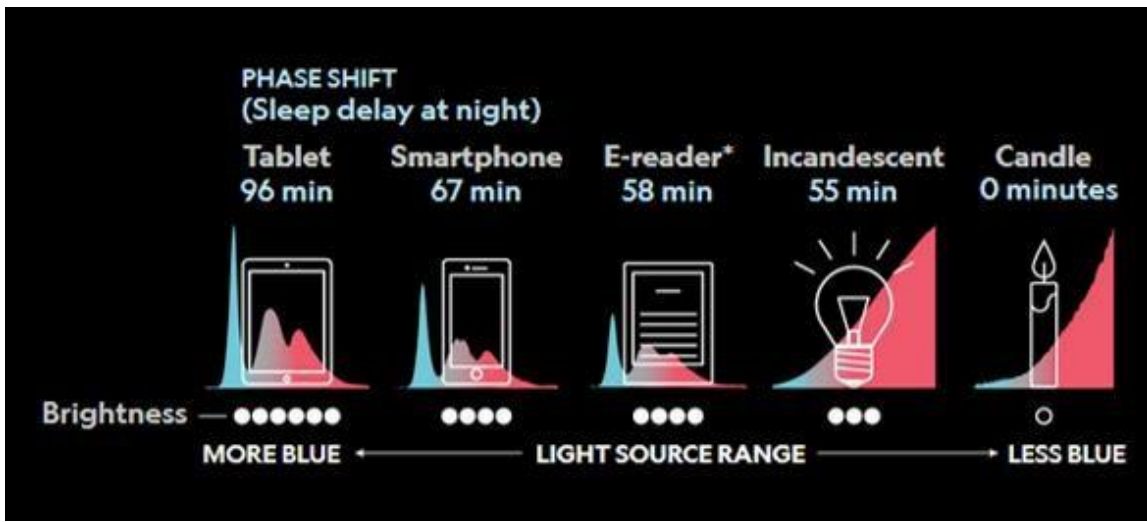 PHASE SHIFT
(Sleep delay at night)
Tablet
96 min
Smartphone
67 min
E-reader*
58 min
Incandescent
55 min
Candle
0 minutes
Brightness
MORE BLUE
LIGHT SOURCE RANGE
LESS BLUE